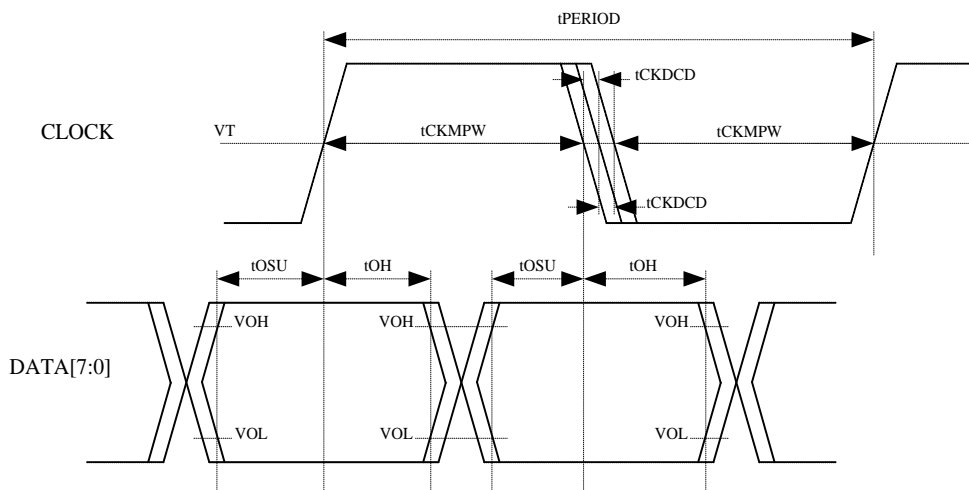 tPERIOD
tCKDCD
CLOCK
VT
tCKMPW
tCKMPW
tCKDCD
tOSU
tOH
tOSU
tOH
VOH
VOH
VOH
DATA[7:0]
VOL
VOL
VOL